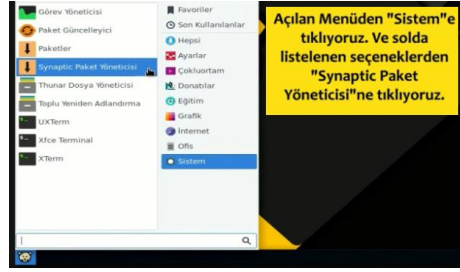 Görev Yöneticisi
Paket Güncelleyici
Paketler
Synaptic Paket Yöneticisi
Thunar Dosya Yöneticisi
Toplu Yeniden Adlandırma
UXTerm
Xfce Terminal
XTerm
Favoriler
Son Kullanılanlar
Hepsi
Ayarlar
Çokluortam
Donatılar
Eğitim
Grafik
İnternet
Ofis
Sistem
Açılan Menüden "Sistem"e
tıklıyoruz. Ve solda
listelenen seçeneklerden
"Synaptic Paket
Yöneticisi"ne tıklıyoruz.